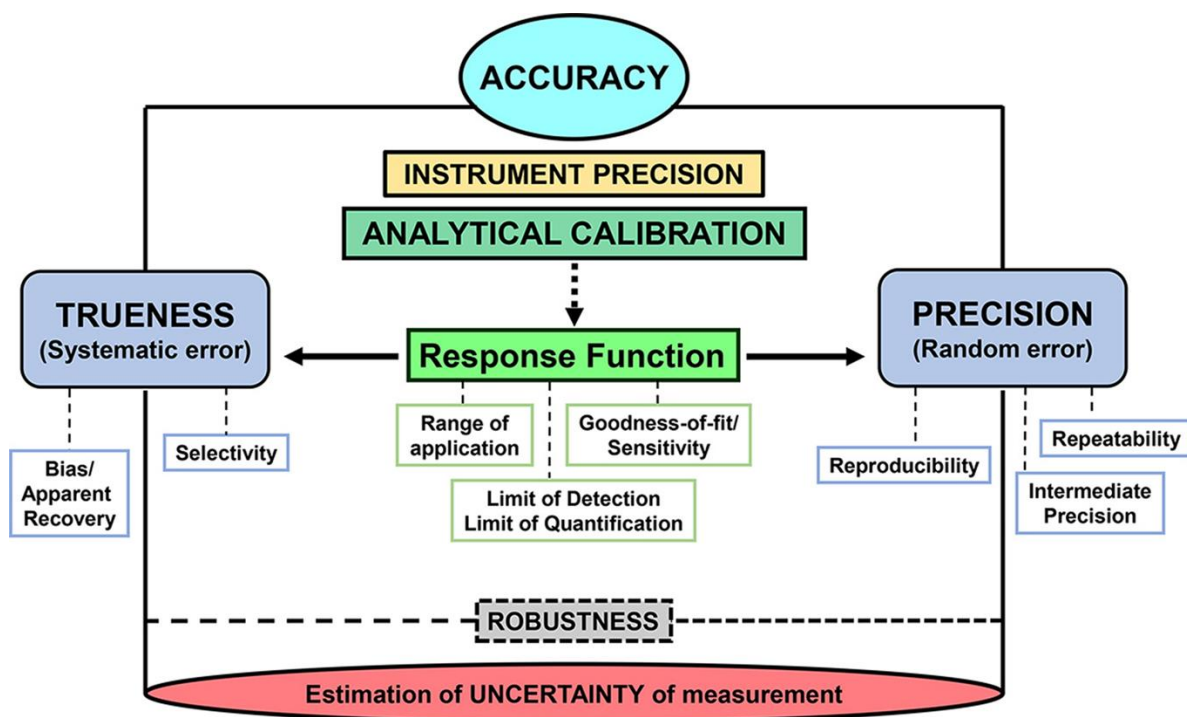 ACCURACY
INSTRUMENT PRECISION
ANALYTICAL CALIBRATION
TRUENESS
(Systematic error)
Response Function
PRECISION
(Random error)
Bias/
Apparent
Recovery
Selectivity
Range of
application
Limit of Detection
Limit of Quantification
Goodness-of-fit/
Sensitivity
Reproducibility
Intermediate
Precision
Repeatability
ROBUSTNESS
Estimation of UNCERTAINTY of measurement